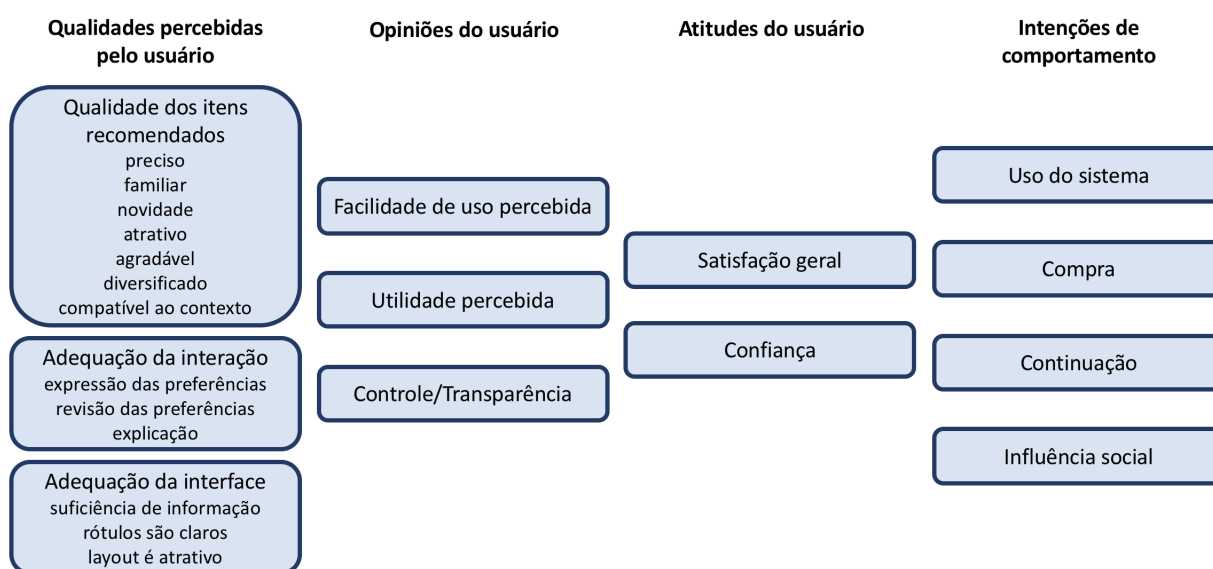 Qualidades percebidas
pelo usuário
Qualidade dos itens
recomendados
preciso
familiar
novidade
atrativo
agradável
diversificado
compatível ao contexto
Adequação da interação
expressão das preferências
revisão das preferências
explicação
Adequação da interface
suficiência de informação
rótulos são claros
layout é atrativo
Opiniões do usuário
Facilidade de uso percebida
Utilidade percebida
Controle/Transparência
Atitudes do usuário
Satisfação geral
Confiança
Intenções de
comportamento
Uso do sistema
Compra
Continuação
Influência social